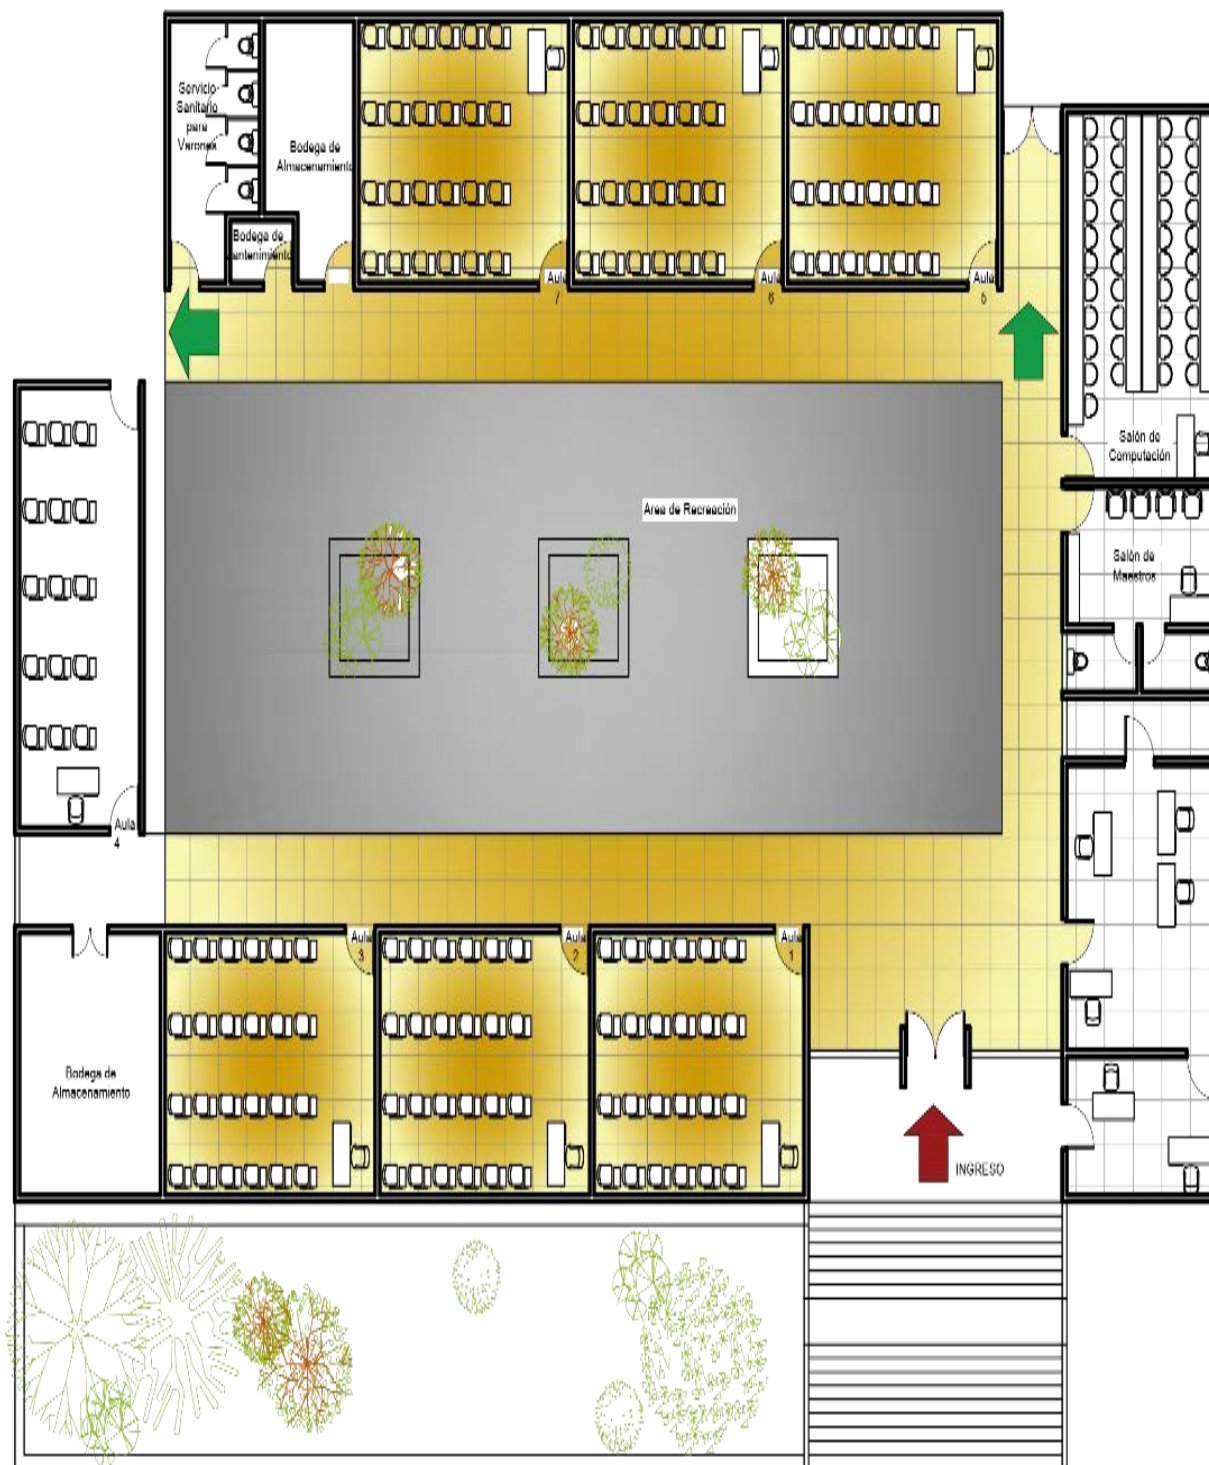 Servicio
Sanitario
para
Varones
Bodega de
Almacenamiento
Bodega de
antenimiento
Aula
7
Aula
6
Aula
5
Salón de
Computación
Area de Recreación
Salón de
Maestros
Aula
4
Aula
3
Aula
2
Aula
1
Bodega de
Almacenamiento
INGRESO